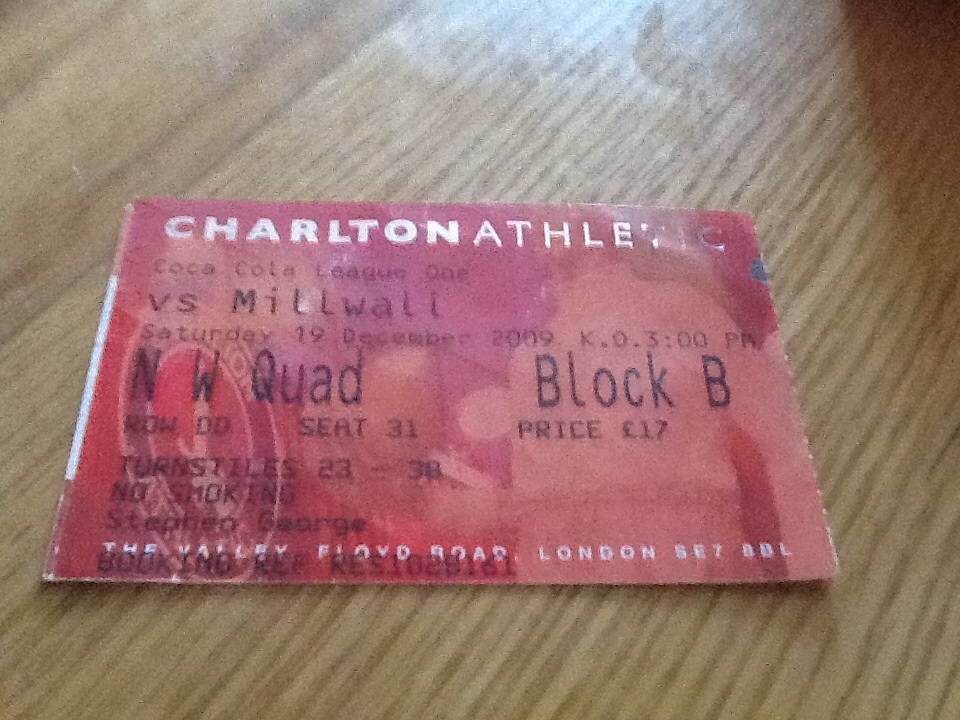 CHARLTON ATHLETIC
Coca Cola League One
vs Millwall
Saturday 19 December 2009 K.O.3:00 PM
N W Quad Block B
ROW DD SEAT 31 PRICE £17
TURNSTILES 23 - 38
NO SMOKING
Stephen George
THE VALLEY, FLOYD ROAD, LONDON SE7 8BL
BOOKING REF